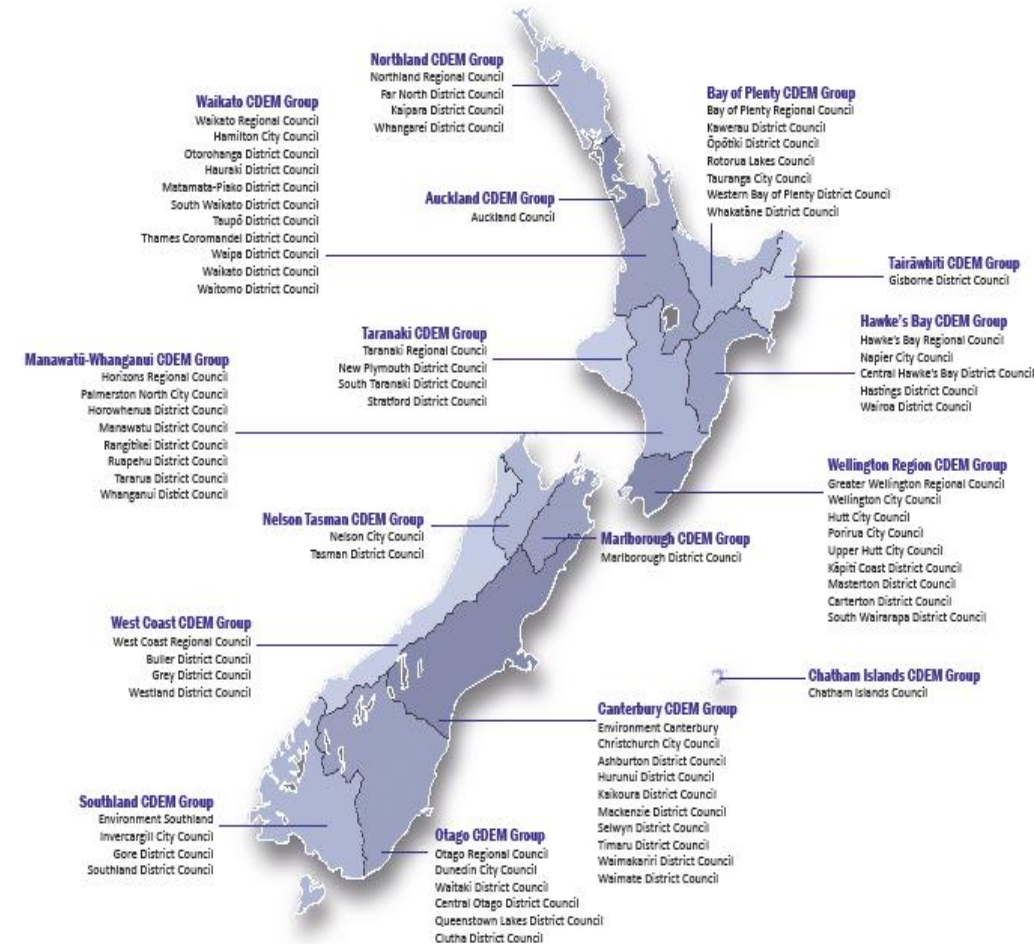 Northland CDEM Group
Northland Regional Council
Far North District Council
Kaipara District Council
Whangarei District Council
Waikato CDEM Group
Waikato Regional Council
Hamilton City Council
Otorohanga District Council
Hauraki District Council
Matamata-Piako District Council
South Waikato District Council
Taupō District Council
Thames Coromandel District Council
Waipa District Council
Waikato District Council
Waitomo District Council
Auckland CDEM Group
Auckland Council
Bay of Plenty CDEM Group
Bay of Plenty Regional Council
Kawerau District Council
Ōpōtiki District Council
Rotorua Lakes Council
Tauranga City Council
Western Bay of Plenty District Council
Whakatāne District Council
Tairāwhiti CDEM Group
Gisborne District Council
Taranaki CDEM Group
Taranaki Regional Council
New Plymouth District Council
South Taranaki District Council
Stratford District Council
Hawke's Bay CDEM Group
Hawke's Bay Regional Council
Napier City Council
Central Hawke's Bay District Council
Hastings District Council
Wairoa District Council
Manawatū-Whanganui CDEM Group
Horizons Regional Council
Palmerston North City Council
Horowhenua District Council
Manawatu District Council
Rangitikei District Council
Ruapehu District Council
Tararua District Council
Whanganui Distict Council
Wellington Region CDEM Group
Greater Wellington Regional Council
Wellington City Council
Hutt City Council
Porirua City Council
Upper Hutt City Council
Kāpiti Coast District Council
Masterton District Council
Carterton District Council
South Wairarapa District Council
Nelson Tasman CDEM Group
Nelson City Council
Tasman District Council
Marlborough CDEM Group
Marlborough District Council
West Coast CDEM Group
West Coast Regional Council
Buller District Council
Grey District Council
Westland District Council
Chatham Islands CDEM Group
Chatham Islands Council
Canterbury CDEM Group
Environment Canterbury
Christchurch City Council
Ashburton District Council
Hurunui District Council
Kaikoura District Council
Mackenzie District Council
Selwyn District Council
Timaru District Council
Waimakariri District Council
Waimate District Council
Southland CDEM Group
Environment Southland
Invercargill City Council
Gore District Council
Southland District Council
Otago CDEM Group
Otago Regional Council
Dunedin City Council
Waitaki District Council
Central Otago District Council
Queenstown Lakes District Council
Clutha District Council